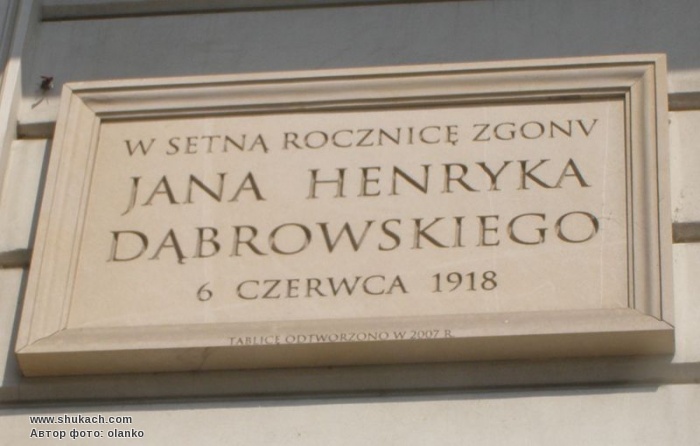 W SETNĄ ROCZNICĘ ZGONV
JANA HENRYKA
DĄBROWSKIEGO
6 CZERWCA 1918
TABLICĘ ODTWORZONO W 2007 R.
www.shukach.com
Автор фото: olanko